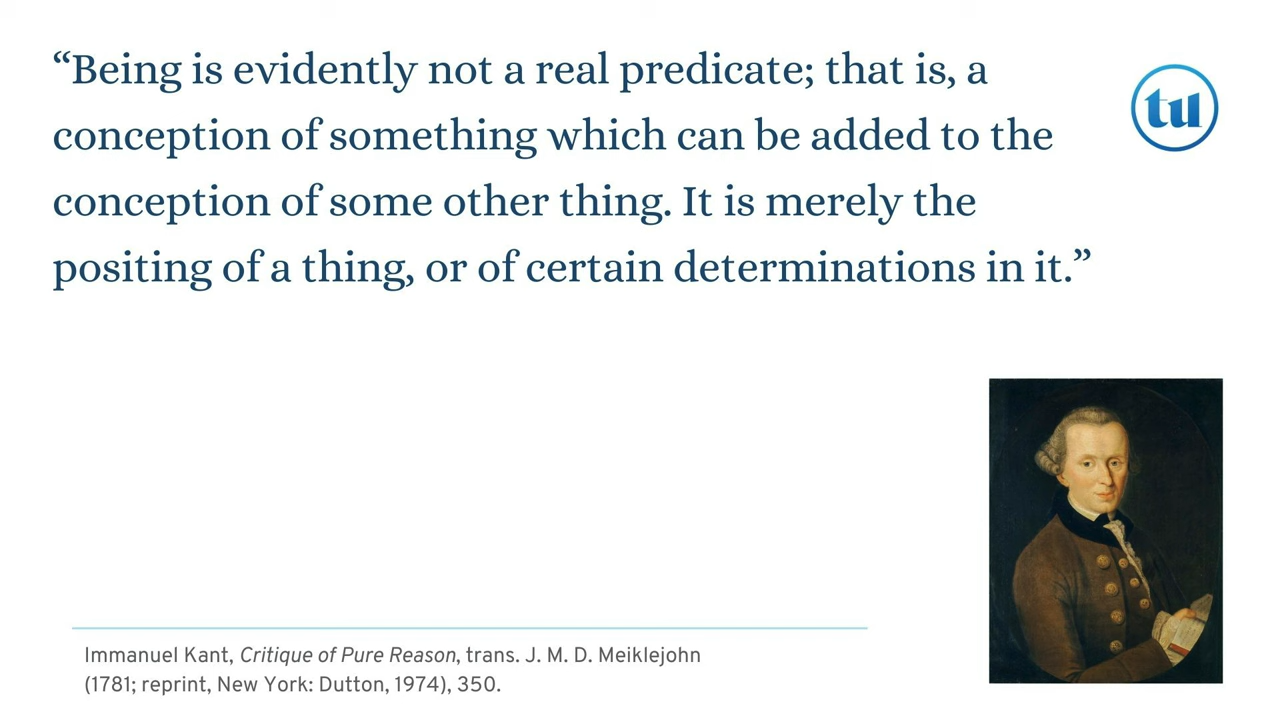 “Being is evidently not a real predicate; that is, a
conception of something which can be added to the
conception of some other thing. It is merely the
positing of a thing, or of certain determinations in it.”
tu
Immanuel Kant, Critique of Pure Reason, trans. J. M. D. Meiklejohn
(1781; reprint, New York: Dutton, 1974), 350.